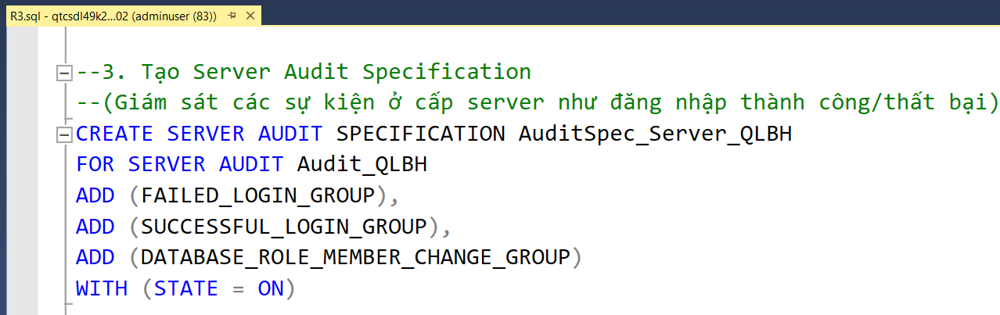 R3.sql - qtcsdl49k2...02 (adminuser (83))
--3. Tạo Server Audit Specification
--(Giám sát các sự kiện ở cấp server như đăng nhập thành công/thất bại)
CREATE SERVER AUDIT SPECIFICATION AuditSpec_Server_QLBH
FOR SERVER AUDIT Audit_QLBH
ADD (FAILED_LOGIN_GROUP),
ADD (SUCCESSFUL_LOGIN_GROUP),
ADD (DATABASE_ROLE_MEMBER_CHANGE_GROUP)
WITH (STATE = ON)